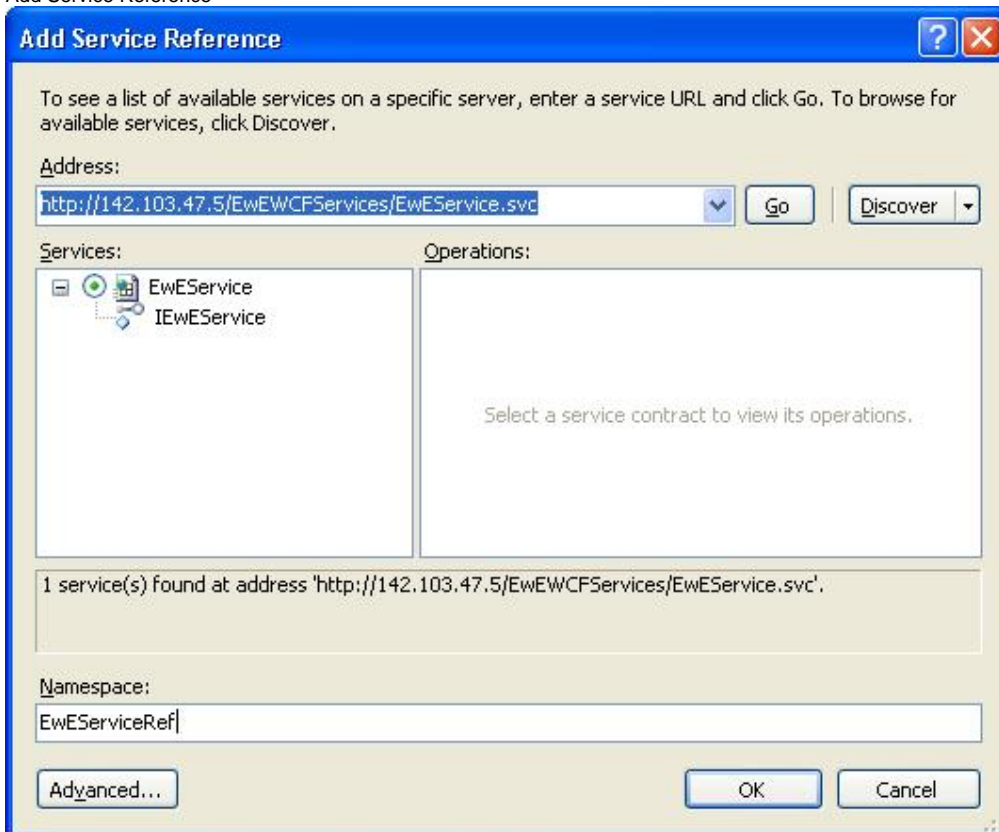 Add Service Reference
Add Service Reference
To see a list of available services on a specific server, enter a service URL and click Go. To browse for
available services, click Discover.
Address:
http://142.103.47.5/EwEWCFServices/EwEService.svc
Go
Discover
Services:
Operations:
EwEService
IEwEService
Select a service contract to view its operations.
1 service(s) found at address 'http://142.103.47.5/EwEWCFServices/EwEService.svc'.
Namespace:
EwEServiceRef
Advanced...
OK
Cancel